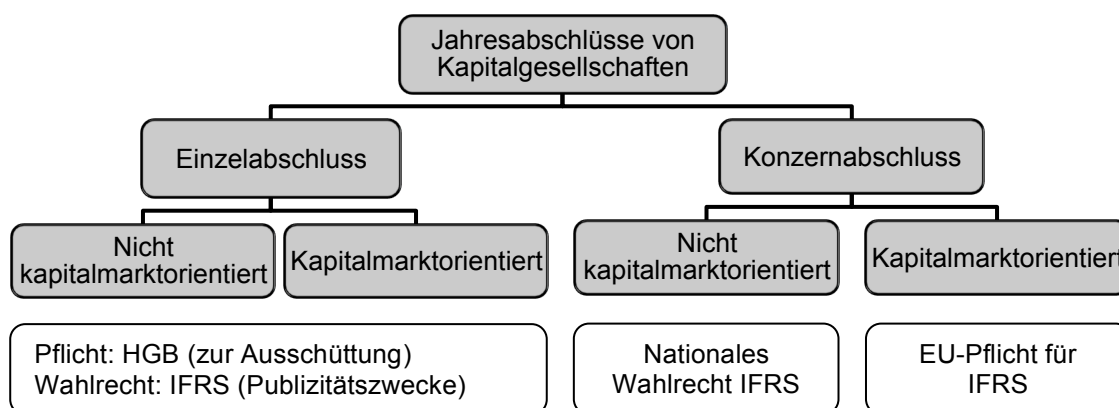 Jahresabschlüsse von
Kapitalgesellschaften
Einzelabschluss
Konzernabschluss
Nicht
kapitalmarktorientiert
Kapitalmarktorientiert
Nicht
kapitalmarktorientiert
Kapitalmarktorientiert
Pflicht: HGB (zur Ausschüttung)
Wahlrecht: IFRS (Publizitätszwecke)
Nationales
Wahlrecht IFRS
EU-Pflicht für
IFRS